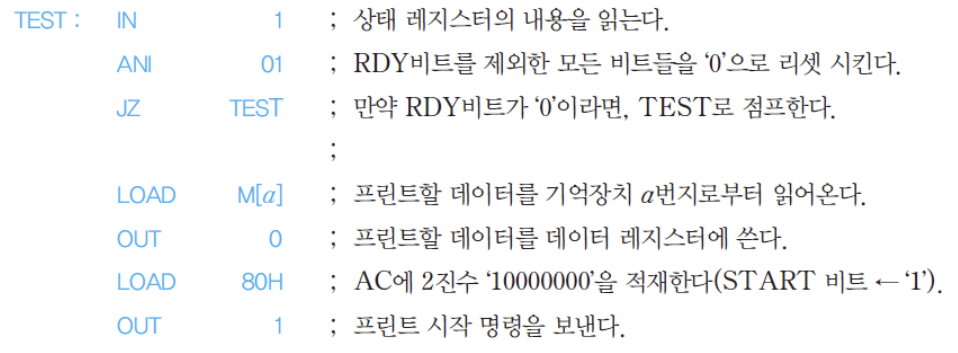 TEST : IN 1 ; 상태 레지스터의 내용을 읽는다.
ANI 01 ; RDY비트를 제외한 모든 비트들을 '0'으로 리셋 시킨다.
JZ TEST ; 만약 RDY비트가 '0'이라면, TEST로 점프한다.
;
LOAD M[a] ; 프린트할 데이터를 기억장치 a번지로부터 읽어온다.
OUT 0 ; 프린트할 데이터를 데이터 레지스터에 쓴다.
LOAD 80H ; AC에 2진수 '10000000'을 적재한다(START 비트 ← '1').
OUT 1 ; 프린트 시작 명령을 보낸다.